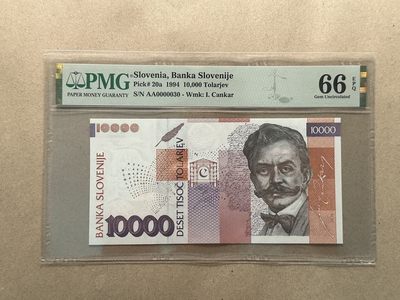 PMG
PAPER MONEY GUARANTY
Slovenia, Banka Slovenije
Pick# 20a 1994 10,000 Tolarjev
S/N AA0000030 - Wmk: I. Cankar
66 EPQ
Gem Uncirculated
10000
10000
BANKA SLOVENIJE
10000
DESET TISOČ TOLARJEV